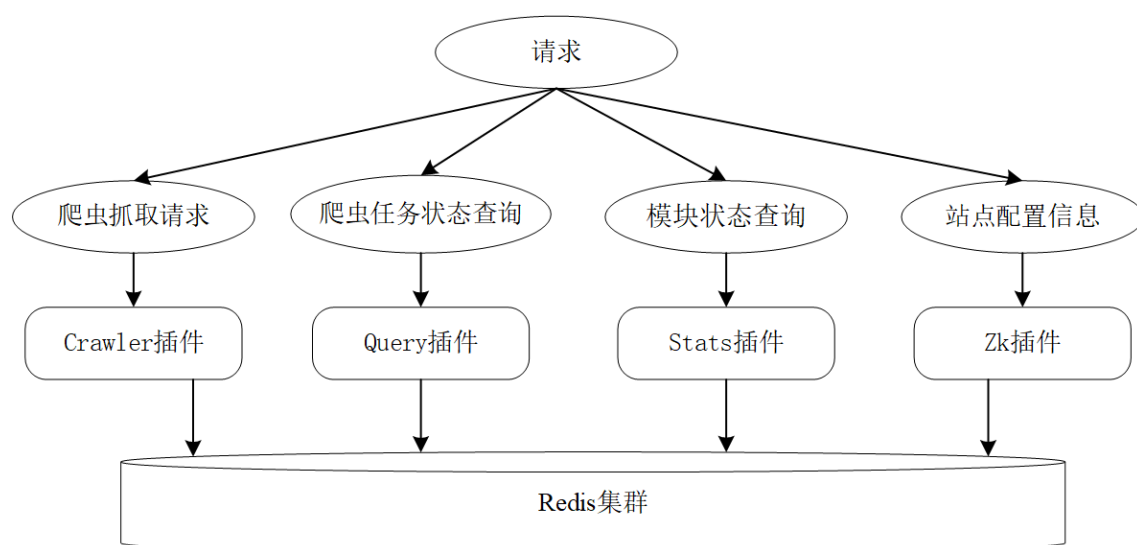 请求
爬虫抓取请求
爬虫任务状态查询
模块状态查询
站点配置信息
Crawler插件
Query插件
Stats插件
Zk插件
Redis集群